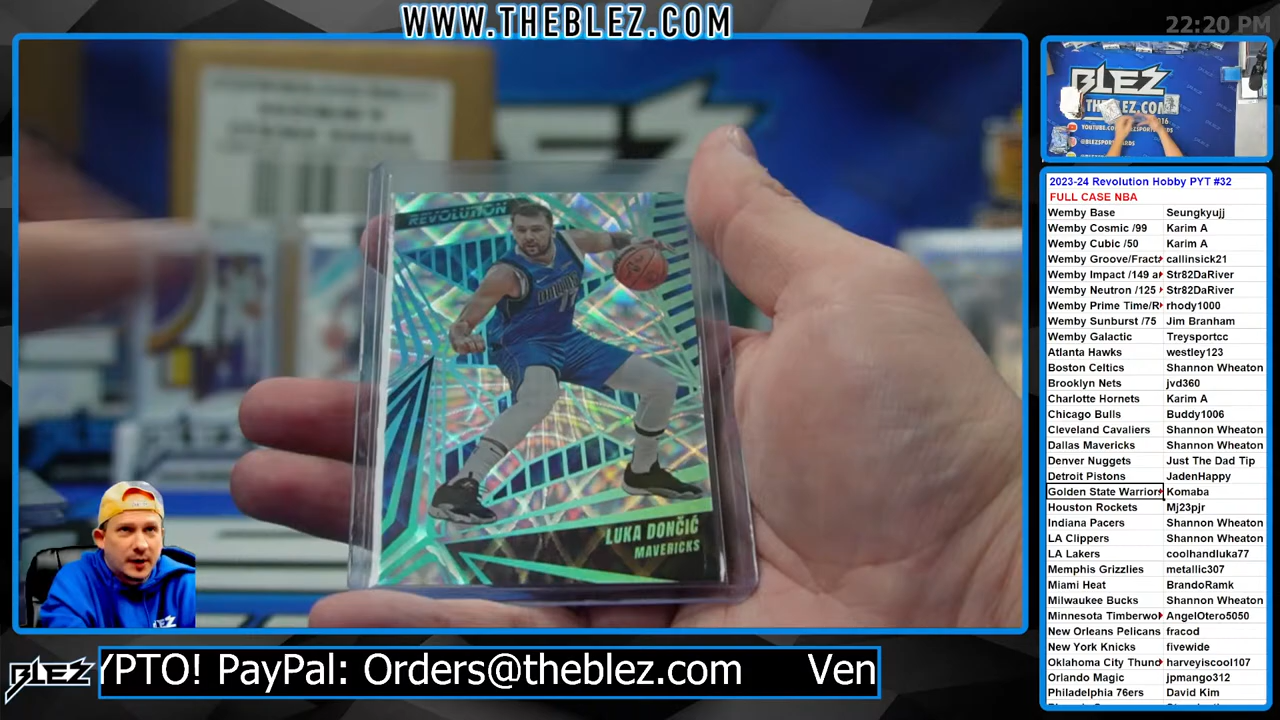 WWW.THEBLEZ.COM
22:20 PM
REVOLUTION
DALLAS
77
LUKA DONČIĆ
MAVERICKS
BLEZ
THEBLEZ.COM
2023-24 Revolution Hobby PYT #32
FULL CASE NBA
Wemby Base Seungkyujj
Wemby Cosmic /99 Karim A
Wemby Cubic /50 Karim A
Wemby Groove/Fract callinsick21
Wemby Impact /149 a Str82DaRiver
Wemby Neutron /125 Str82DaRiver
Wemby Prime Time/R rhody1000
Wemby Sunburst /75 Jim Branham
Wemby Galactic Treysportcc
Atlanta Hawks westley123
Boston Celtics Shannon Wheaton
Brooklyn Nets jvd360
Charlotte Hornets Karim A
Chicago Bulls Buddy1006
Cleveland Cavaliers Shannon Wheaton
Dallas Mavericks Shannon Wheaton
Denver Nuggets Just The Dad Tip
Detroit Pistons JadenHappy
Golden State Warriors Komaba
Houston Rockets Mj23pjr
Indiana Pacers Shannon Wheaton
LA Clippers Shannon Wheaton
LA Lakers coolhandluka77
Memphis Grizzlies metallic307
Miami Heat BrandoRamk
Milwaukee Bucks Shannon Wheaton
Minnesota Timberwol AngelOtero5050
New Orleans Pelicans fracod
New York Knicks fivewide
Oklahoma City Thund harveyiscool107
Orlando Magic jpmango312
Philadelphia 76ers David Kim
BLEZ
YPTO! PayPal: Orders@theblez.com Ven